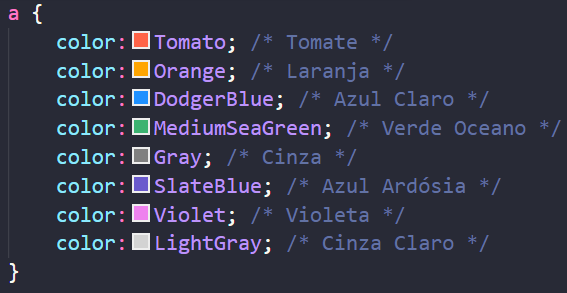 a {
color: Tomato; /* Tomate */
color: Orange; /* Laranja */
color: DodgerBlue; /* Azul Claro */
color: MediumSeaGreen; /* Verde Oceano */
color: Gray; /* Cinza */
color: SlateBlue; /* Azul Ardósia */
color: Violet; /* Violeta */
color: LightGray; /* Cinza Claro */
}